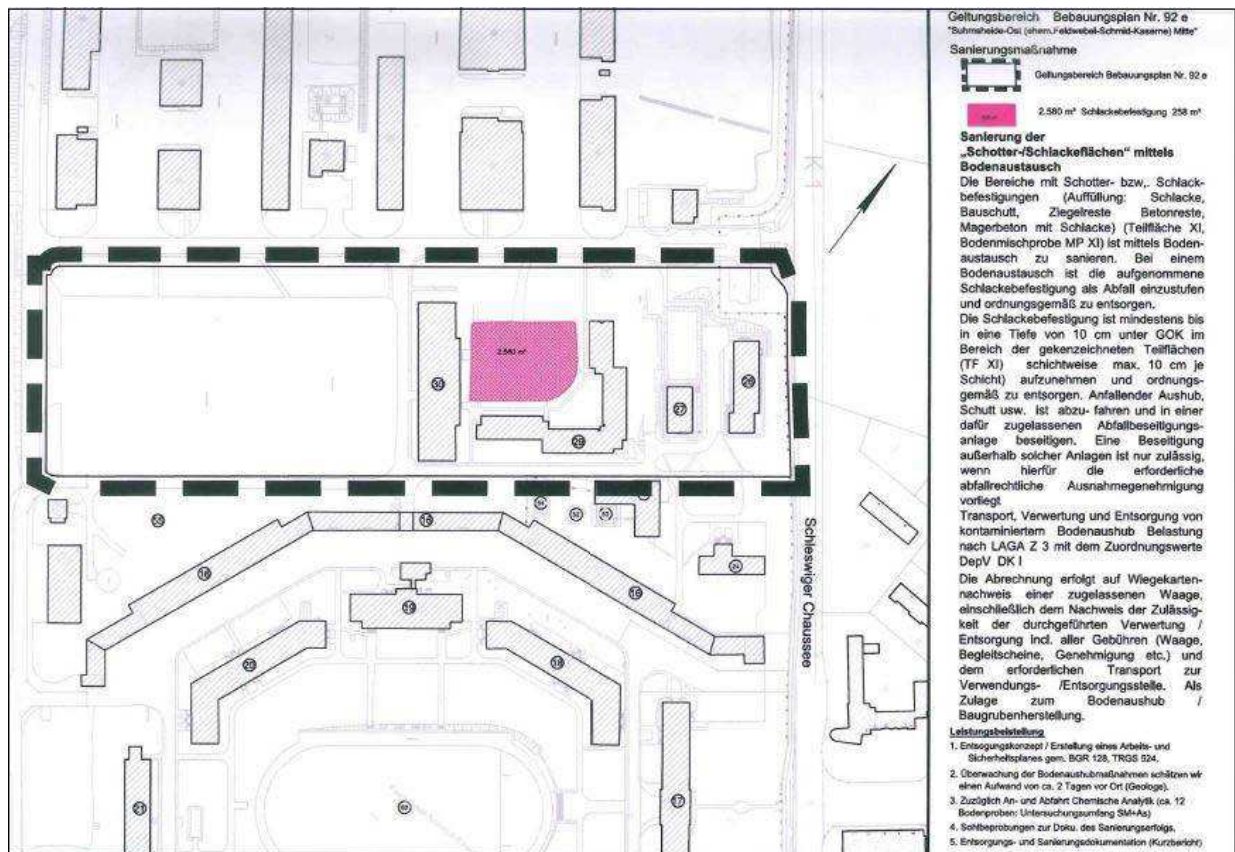 Geltungsbereich Bebauungsplan Nr. 92 e
"Suhmsheide-Ost (ehem.Feldwebel-Schmid-Kaserne) Mitte"
Sanierungsmaßnahme
Geltungsbereich Bebauungsplan Nr. 92 e
2.580 m² Schlackebefestigung 258 m³
Sanierung der
„Schotter-/Schlackeflächen" mittels
Bodenaustausch
Die Bereiche mit Schotter- bzw,. Schlack-
befestigungen (Auffüllung: Schlacke,
Bauschutt, Ziegelreste Betonreste,
Magerbeton mit Schlacke) (Teilfläche XI,
Bodenmischprobe MP XI) ist mittels Boden-
austausch zu sanieren. Bei einem
Bodenaustausch ist die aufgenommene
Schlackebefestigung als Abfall einzustufen
und ordnungsgemäß zu entsorgen.
Die Schlackebefestigung ist mindestens bis
in eine Tiefe von 10 cm unter GOK im
Bereich der gekenzeichneten Teilflächen
(TF XI) schichtweise max. 10 cm je
Schicht) aufzunehmen und ordnungs-
gemäß zu entsorgen. Anfallender Aushub,
Schutt usw. ist abzu- fahren und in einer
dafür zugelassenen Abfallbeseitigungs-
anlage beseitigen. Eine Beseitigung
außerhalb solcher Anlagen ist nur zulässig,
wenn hierfür die erforderliche
abfallrechtliche Ausnahmegenehmigung
vorliegt
Transport, Verwertung und Entsorgung von
kontaminiertem Bodenaushub Belastung
nach LAGA Z 3 mit dem Zuordnungswerte
DepV DK I
Die Abrechnung erfolgt auf Wiegekarten-
nachweis einer zugelassenen Waage,
einschließlich dem Nachweis der Zulässig-
keit der durchgeführten Verwertung /
Entsorgung incl. aller Gebühren (Waage,
Begleitscheine, Genehmigung etc.) und
dem erforderlichen Transport zur
Verwendungs- /Entsorgungsstelle. Als
Zulage zum Bodenaushub /
Baugrubenherstellung.
Leistungsbeistellung
1. Entsogungskonzept / Erstellung eines Arbeits- und
Sicherheitsplanes gem. BGR 128, TRGS 524.
2. Überwachung der Bodenaushubmaßnahmen schätzen wir
einen Aufwand von ca. 2 Tagen vor Ort (Geologe).
3. Zuzüglich An- und Abfahrt Chemische Analytik (ca. 12
Bodenproben: Untersuchungsumfang SM+As)
4. Sohlbeprobungen zur Doku. des Sanierungserfolgs,
5. Entsorgungs- und Sanierungsdokumentation (Kurzbericht)
K 1
2.580 m²
30
29
27
26
16
16
16
19
20
18
24
21
17
Schleswiger Chaussee